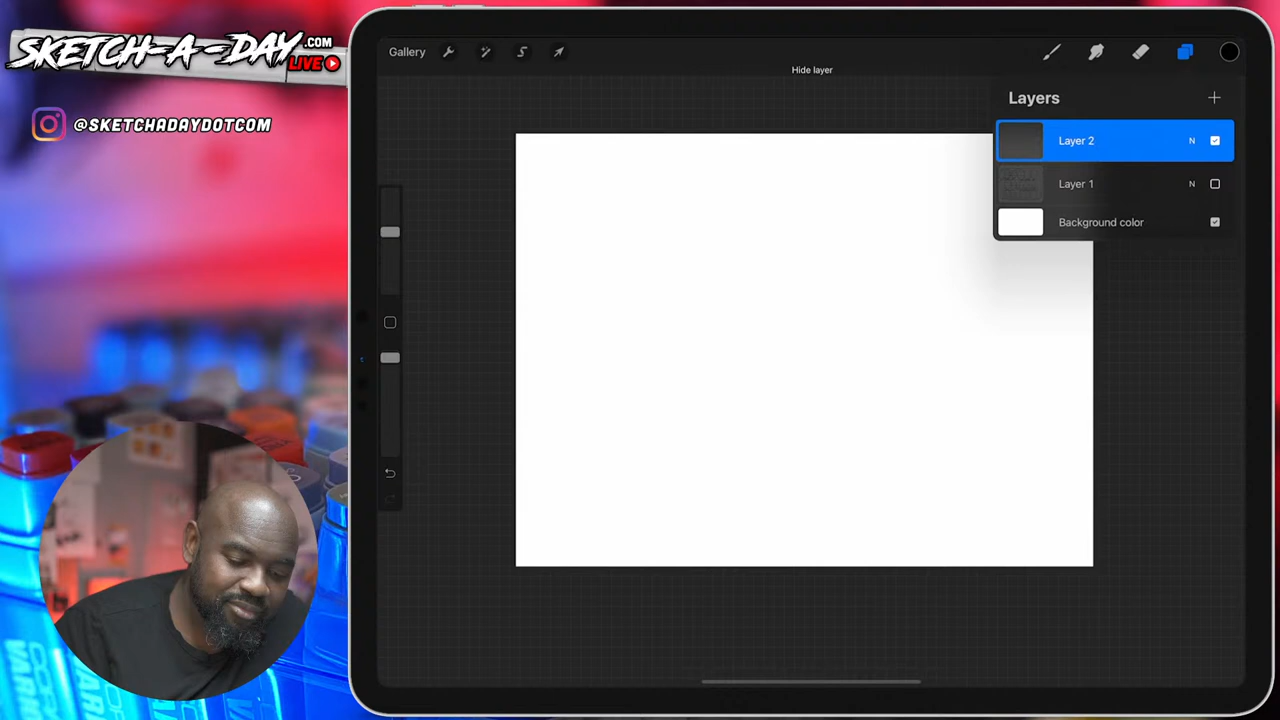 SKETCH-A-DAY.COM
LIVE
@SKETCHADAYDOTCOM
Gallery
Hide layer
Layers
Layer 2 N
Layer 1 N
Background color